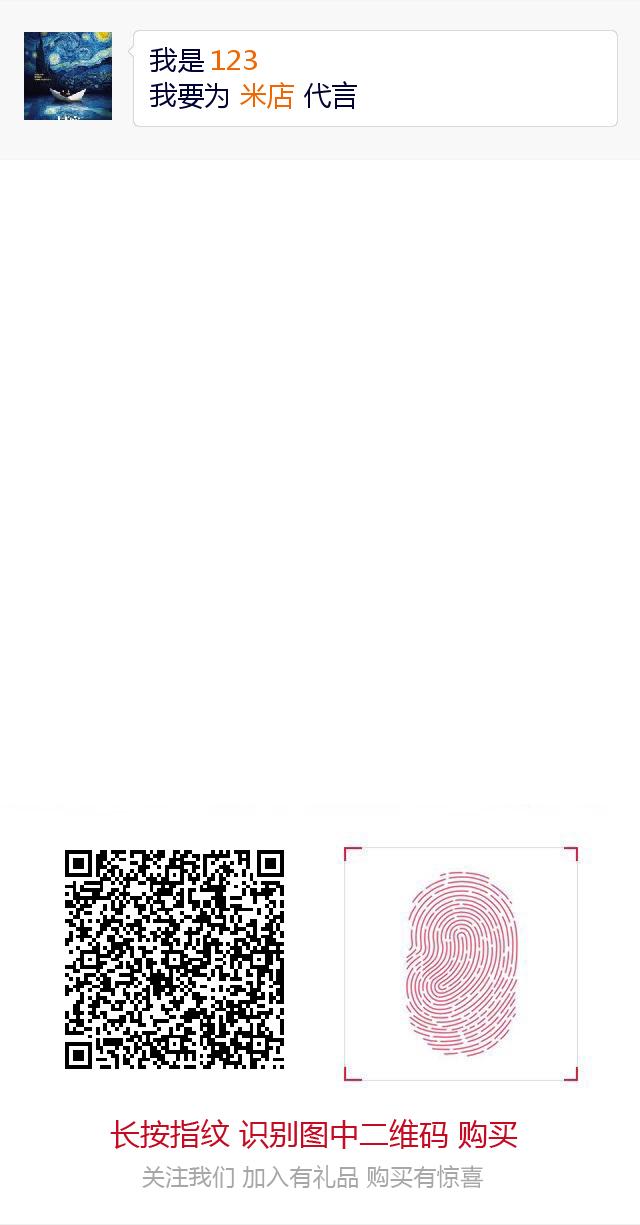 我是 123
我要为 米店 代言
长按指纹 识别图中二维码 购买
关注我们 加入有礼品 购买有惊喜